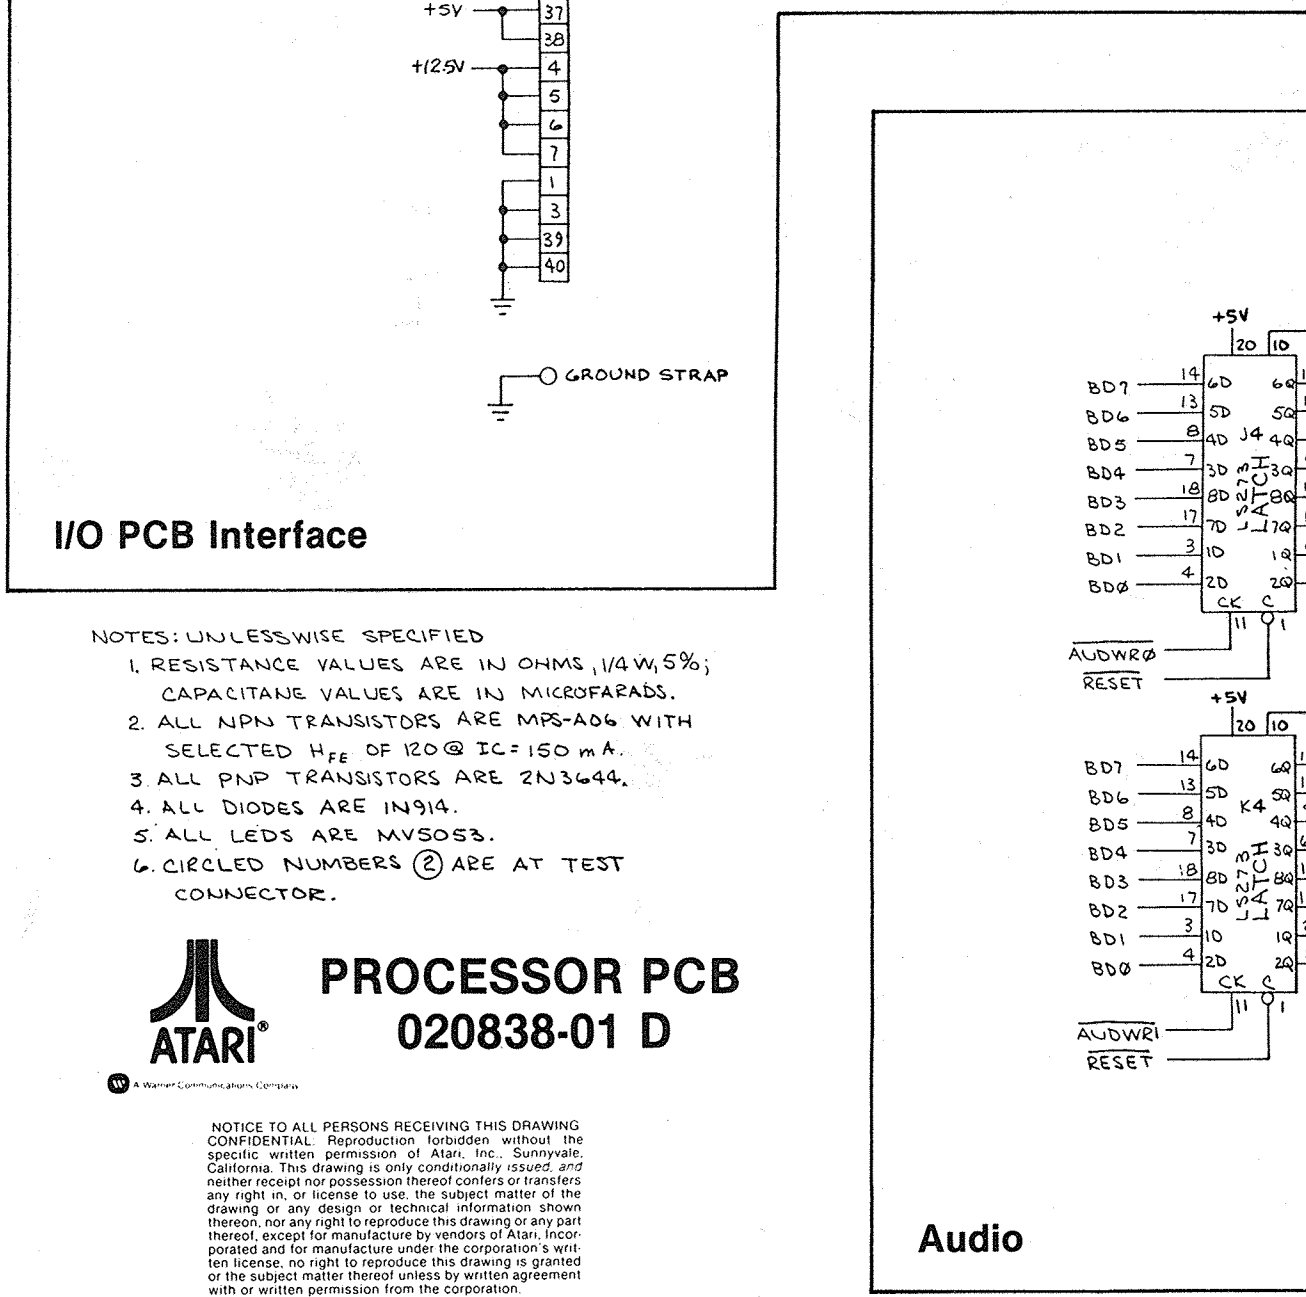 +5V
37
38
+12.5V
4
5
6
7
1
3
39
40
GROUND STRAP
I/O PCB Interface
NOTES: UNLESSWISE SPECIFIED
1. RESISTANCE VALUES ARE IN OHMS, 1/4 W, 5%;
CAPACITANE VALUES ARE IN MICROFARADS.
2. ALL NPN TRANSISTORS ARE MPS-A06 WITH
SELECTED HFE OF 120 @ IC = 150 mA.
3. ALL PNP TRANSISTORS ARE 2N3644.
4. ALL DIODES ARE IN914.
5. ALL LEDS ARE MV5053.
6. CIRCLED NUMBERS ② ARE AT TEST
CONNECTOR.
ATARI®
A Warner Communications Company
PROCESSOR PCB
020838-01 D
NOTICE TO ALL PERSONS RECEIVING THIS DRAWING
CONFIDENTIAL: Reproduction forbidden without the
specific written permission of Atari, Inc., Sunnyvale,
California. This drawing is only conditionally issued, and
neither receipt nor possession thereof confers or transfers
any right in, or license to use, the subject matter of the
drawing or any design or technical information shown
thereon, nor any right to reproduce this drawing or any part
thereof, except for manufacture by vendors of Atari, Incor-
porated and for manufacture under the corporation's writ-
ten license, no right to reproduce this drawing is granted
or the subject matter thereof unless by written agreement
with or written permission from the corporation.
+5V
20 10
BD7 14 6D 6Q
BD6 13 5D 5Q
BD5 8 4D J4 4Q
BD4 7 3D 3Q
BD3 18 8D 8Q
BD2 17 7D 7Q
BD1 3 1D 1Q
BD0 4 2D 2Q
LS273
LATCH
CK C
11 1
AUDWR0
RESET
+5V
20 10
BD7 14 6D 6Q
BD6 13 5D 5Q
BD5 8 4D K4 4Q
BD4 7 3D 3Q
BD3 18 8D 8Q
BD2 17 7D 7Q
BD1 3 1D 1Q
BD0 4 2D 2Q
LS273
LATCH
CK C
11 1
AUDWR1
RESET
Audio